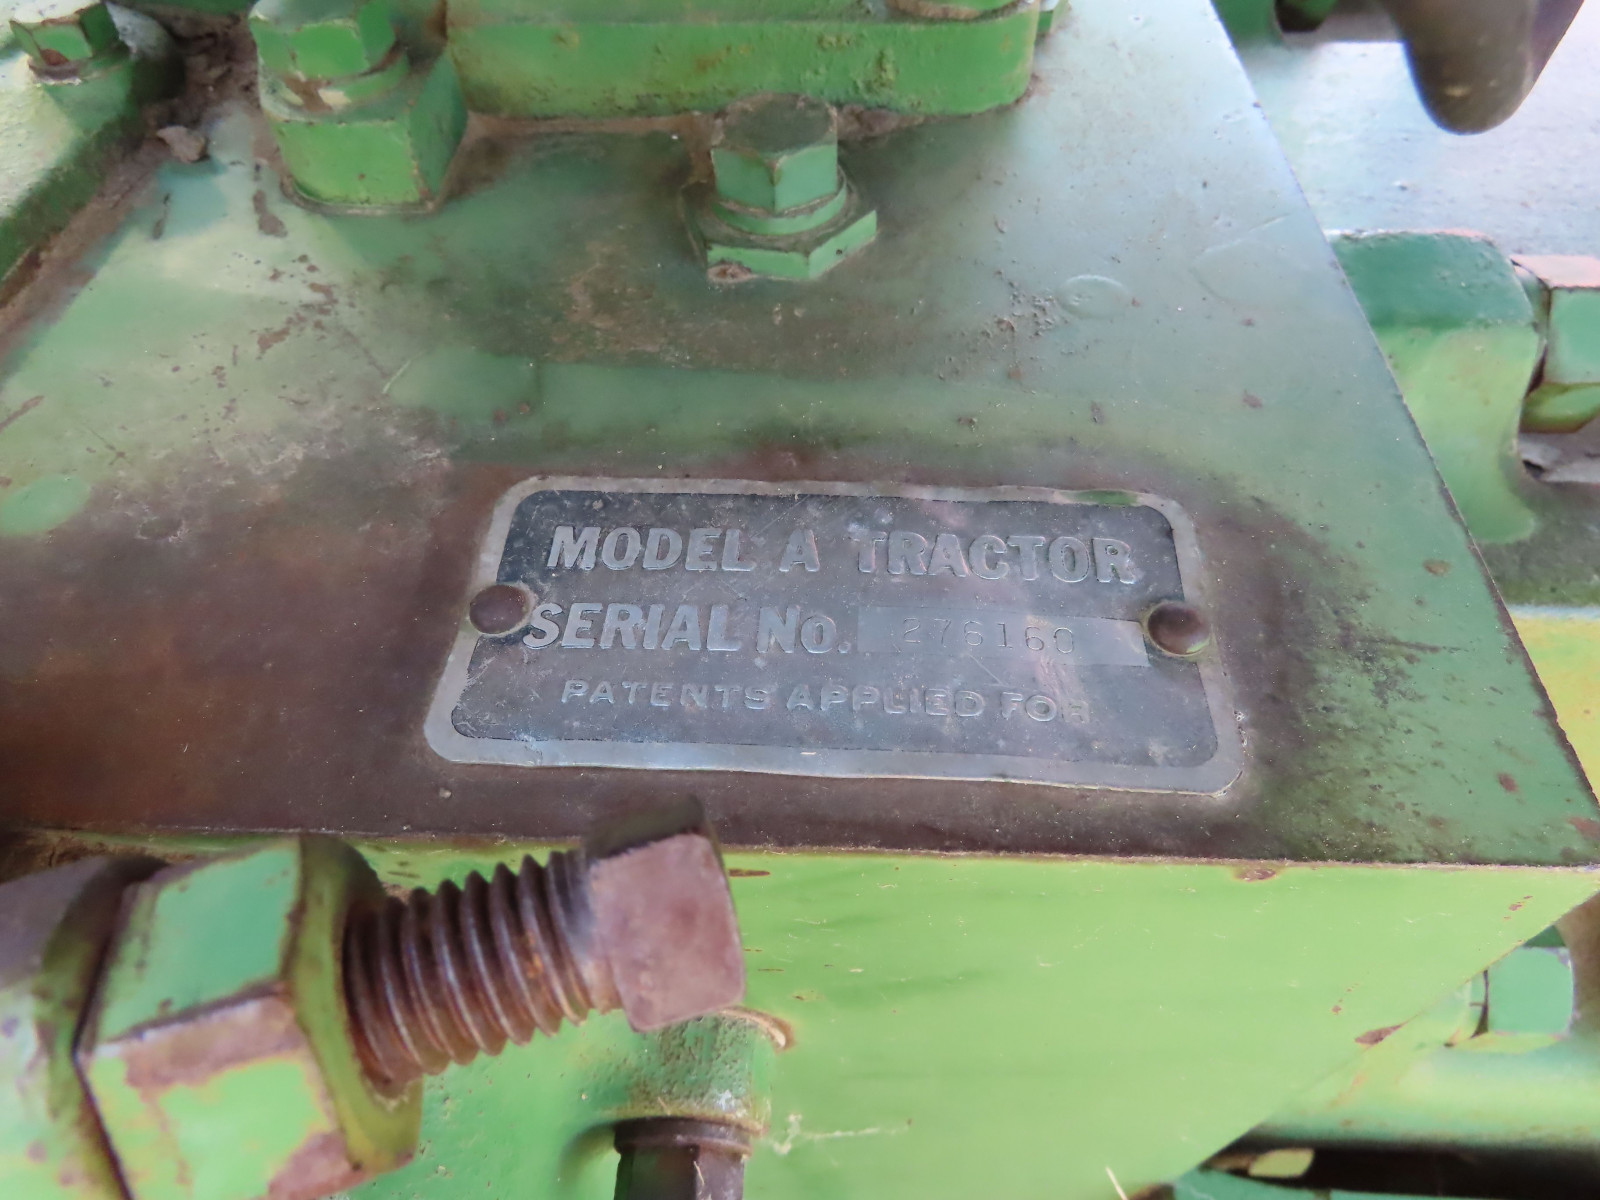 MODEL A TRACTOR
SERIAL No. 276160
PATENTS APPLIED FOR